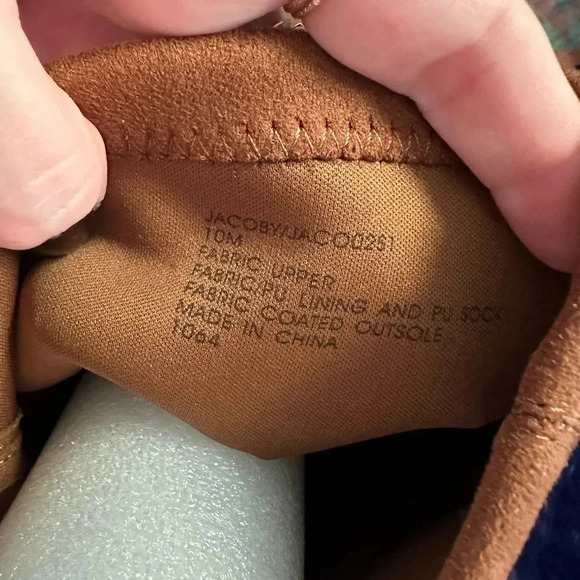 JACOBY/JACO0251
10M
FABRIC UPPER
FABRIC/PU LINING AND PU SOCK
FABRIC COATED OUTSOLE
MADE IN CHINA
1064